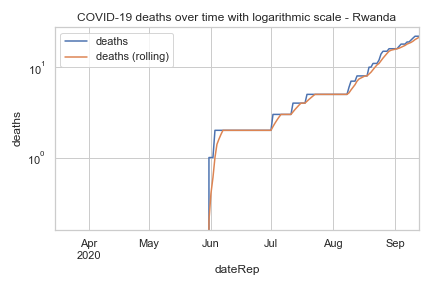 COVID-19 deaths over time with logarithmic scale - Rwanda
deaths
deaths (rolling)
10¹
10⁰
deaths
Apr
2020
May
Jun
Jul
Aug
Sep
dateRep